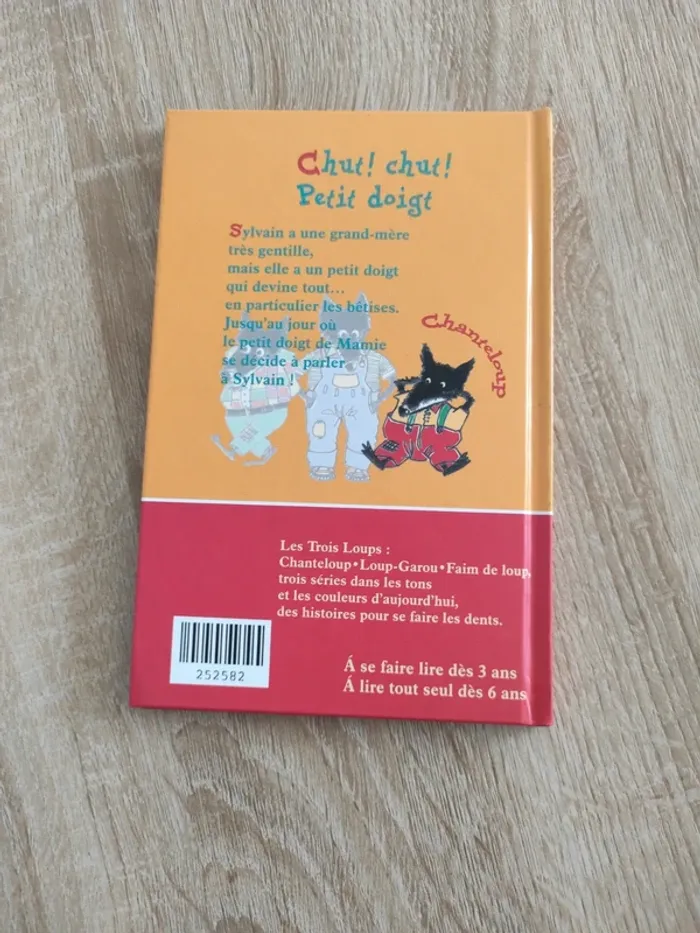 Chut! chut!
Petit doigt
Sylvain a une grand-mère
très gentille,
mais elle a un petit doigt
qui devine tout...
en particulier les bêtises.
Jusqu'au jour où
le petit doigt de Mamie
se décide à parler
à Sylvain !
Chanteloup
Les Trois Loups :
Chanteloup • Loup-Garou • Faim de loup,
trois séries dans les tons
et les couleurs d'aujourd'hui,
des histoires pour se faire les dents.
252582
Á se faire lire dès 3 ans
Á lire tout seul dès 6 ans